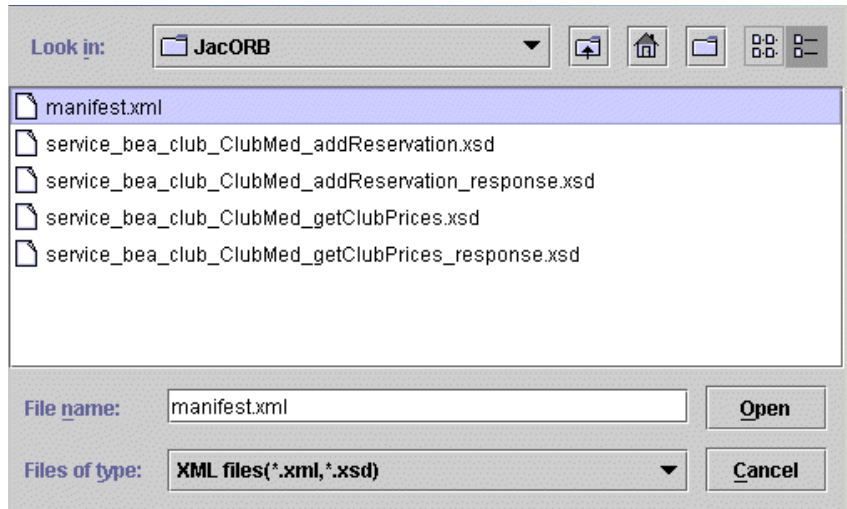 Look in: JacORB
manifest.xml
service_bea_club_ClubMed_addReservation.xsd
service_bea_club_ClubMed_addReservation_response.xsd
service_bea_club_ClubMed_getClubPrices.xsd
service_bea_club_ClubMed_getClubPrices_response.xsd
File name: manifest.xml Open
Files of type: XML files(*.xml,*.xsd) Cancel